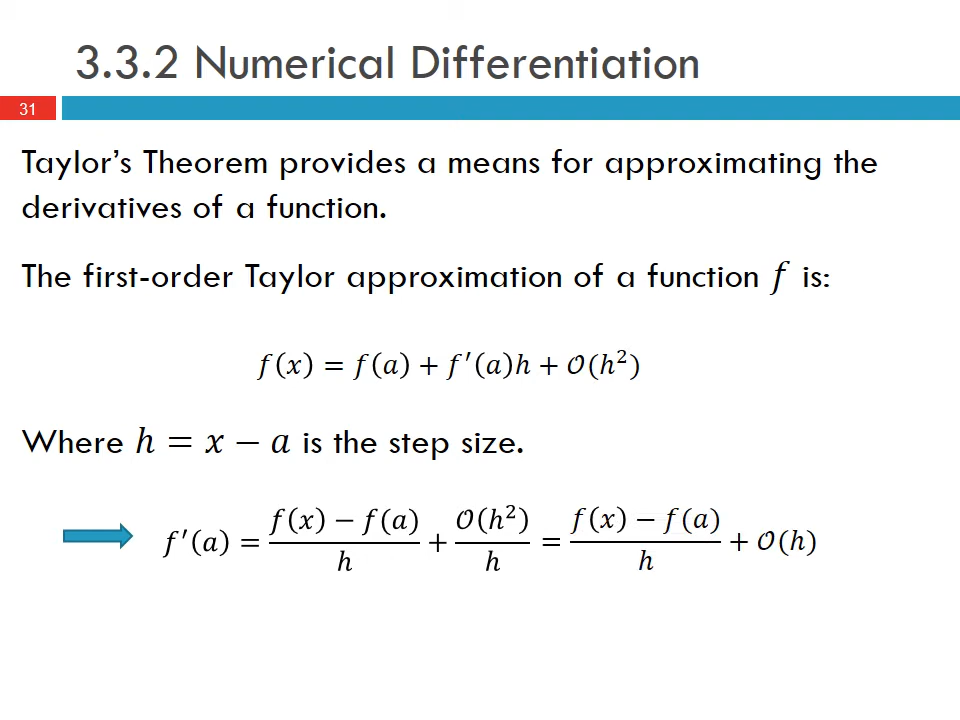 3.3.2 Numerical Differentiation
31
Taylor's Theorem provides a means for approximating the
derivatives of a function.
The first-order Taylor approximation of a function 𝑓 is:
𝑓(𝑥) = 𝑓(𝑎) + 𝑓′(𝑎)ℎ + 𝒪(ℎ²)
Where ℎ = 𝑥 − 𝑎 is the step size.
𝑓′(𝑎) = (𝑓(𝑥) − 𝑓(𝑎))/ℎ + 𝒪(ℎ²)/ℎ = (𝑓(𝑥) − 𝑓(𝑎))/ℎ + 𝒪(ℎ)